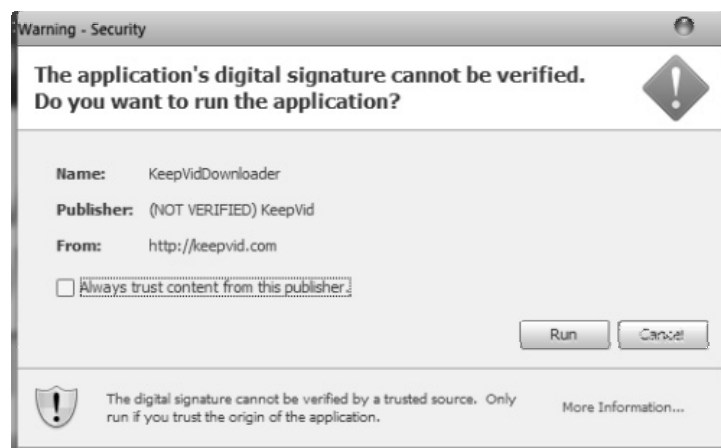 Warning - Security
The application's digital signature cannot be verified.
Do you want to run the application?
Name: KeepVidDownloader
Publisher: (NOT VERIFIED) KeepVid
From: http://keepvid.com
Always trust content from this publisher.
Run Cancel
The digital signature cannot be verified by a trusted source. Only
run if you trust the origin of the application.
More Information...